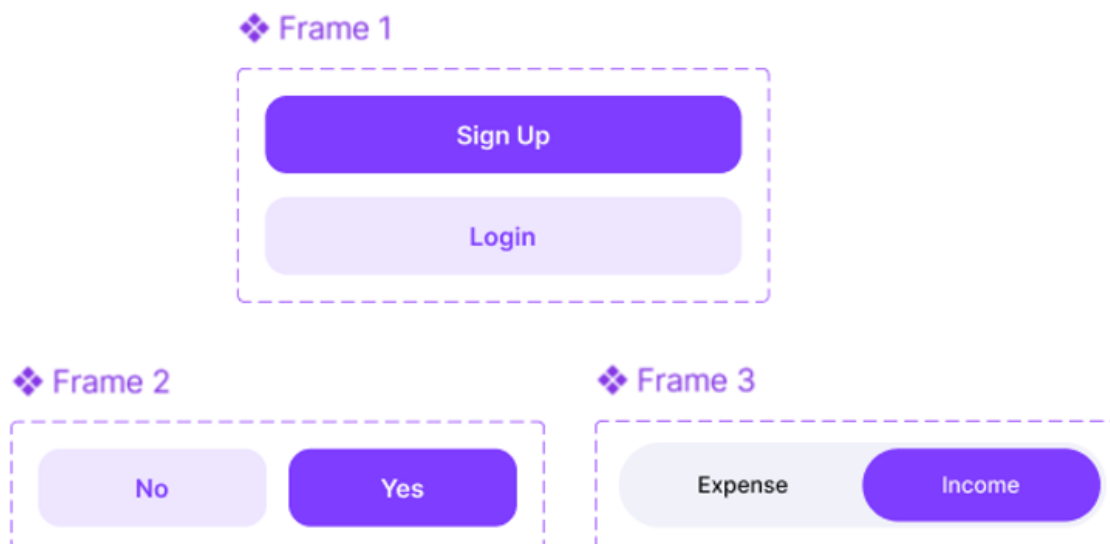 Frame 1
Sign Up
Login
Frame 2
No Yes
Frame 3
Expense Income